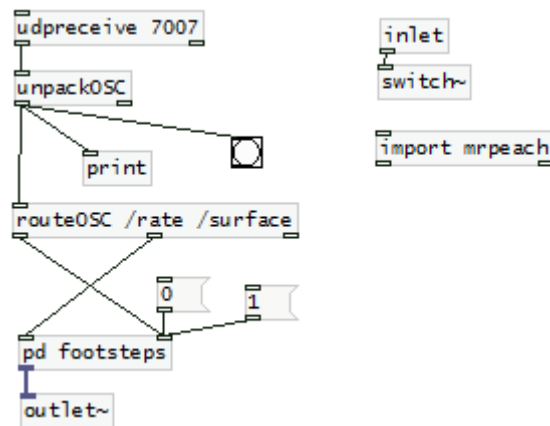 udpreceive 7007
inlet
unpackOSC
switch~
print
import mrpeach
routeOSC /rate /surface
0
1
pd footsteps
outlet~